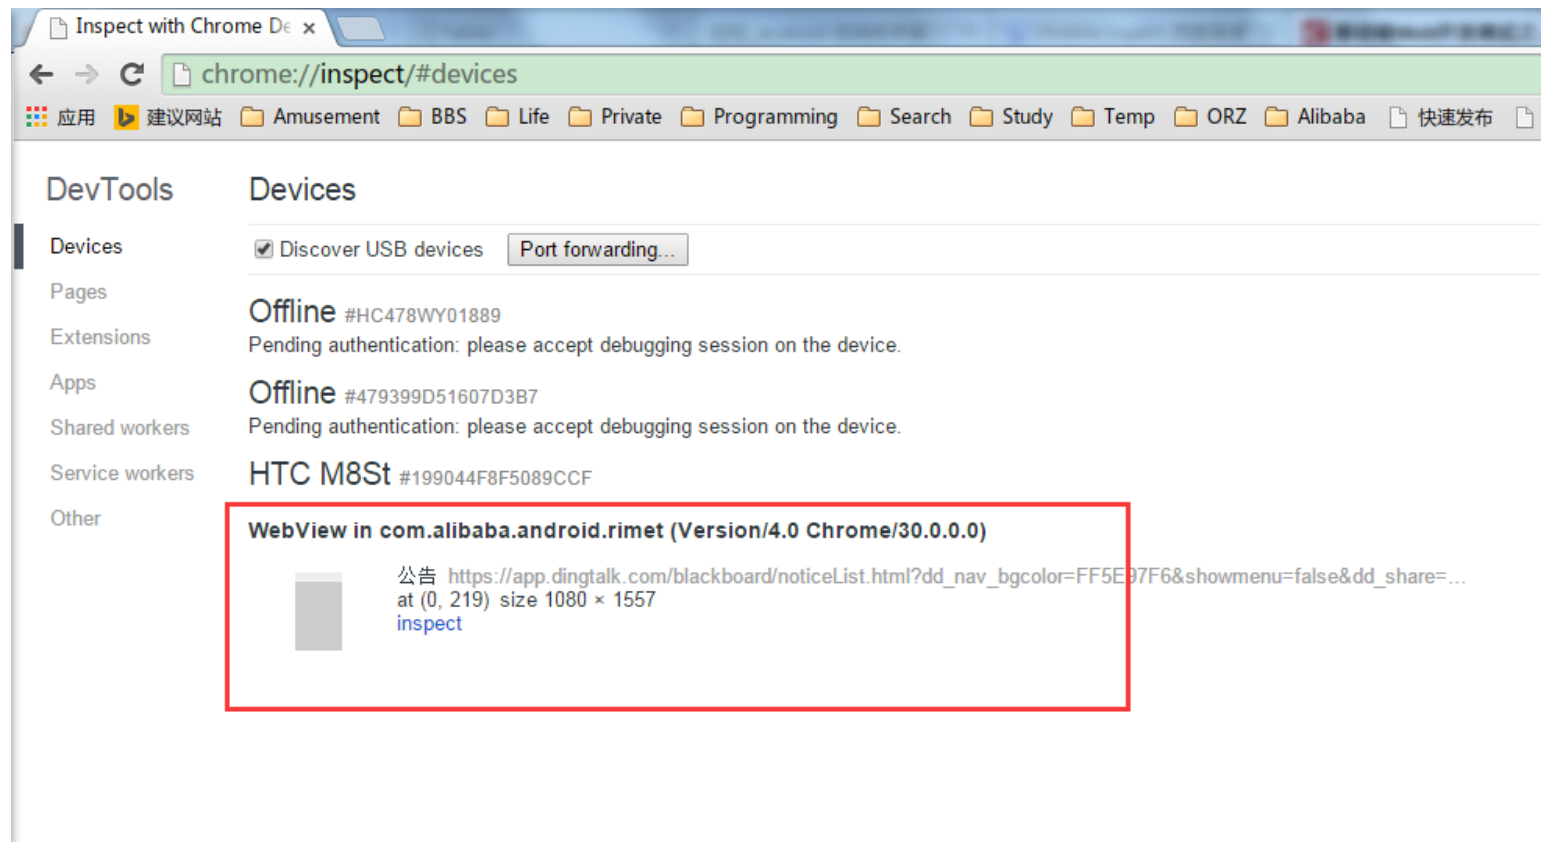 Inspect with Chrome De
chrome://inspect/#devices
应用 建议网站 Amusement BBS Life Private Programming Search Study Temp ORZ Alibaba 快速发布
DevTools
Devices
Pages
Extensions
Apps
Shared workers
Service workers
Other
Devices
Discover USB devices Port forwarding...
Offline #HC478WY01889
Pending authentication: please accept debugging session on the device.
Offline #479399D51607D3B7
Pending authentication: please accept debugging session on the device.
HTC M8St #199044F8F5089CCF
WebView in com.alibaba.android.rimet (Version/4.0 Chrome/30.0.0.0)
公告 https://app.dingtalk.com/blackboard/noticeList.html?dd_nav_bgcolor=FF5E97F6&showmenu=false&dd_share=...
at (0, 219) size 1080 × 1557
inspect